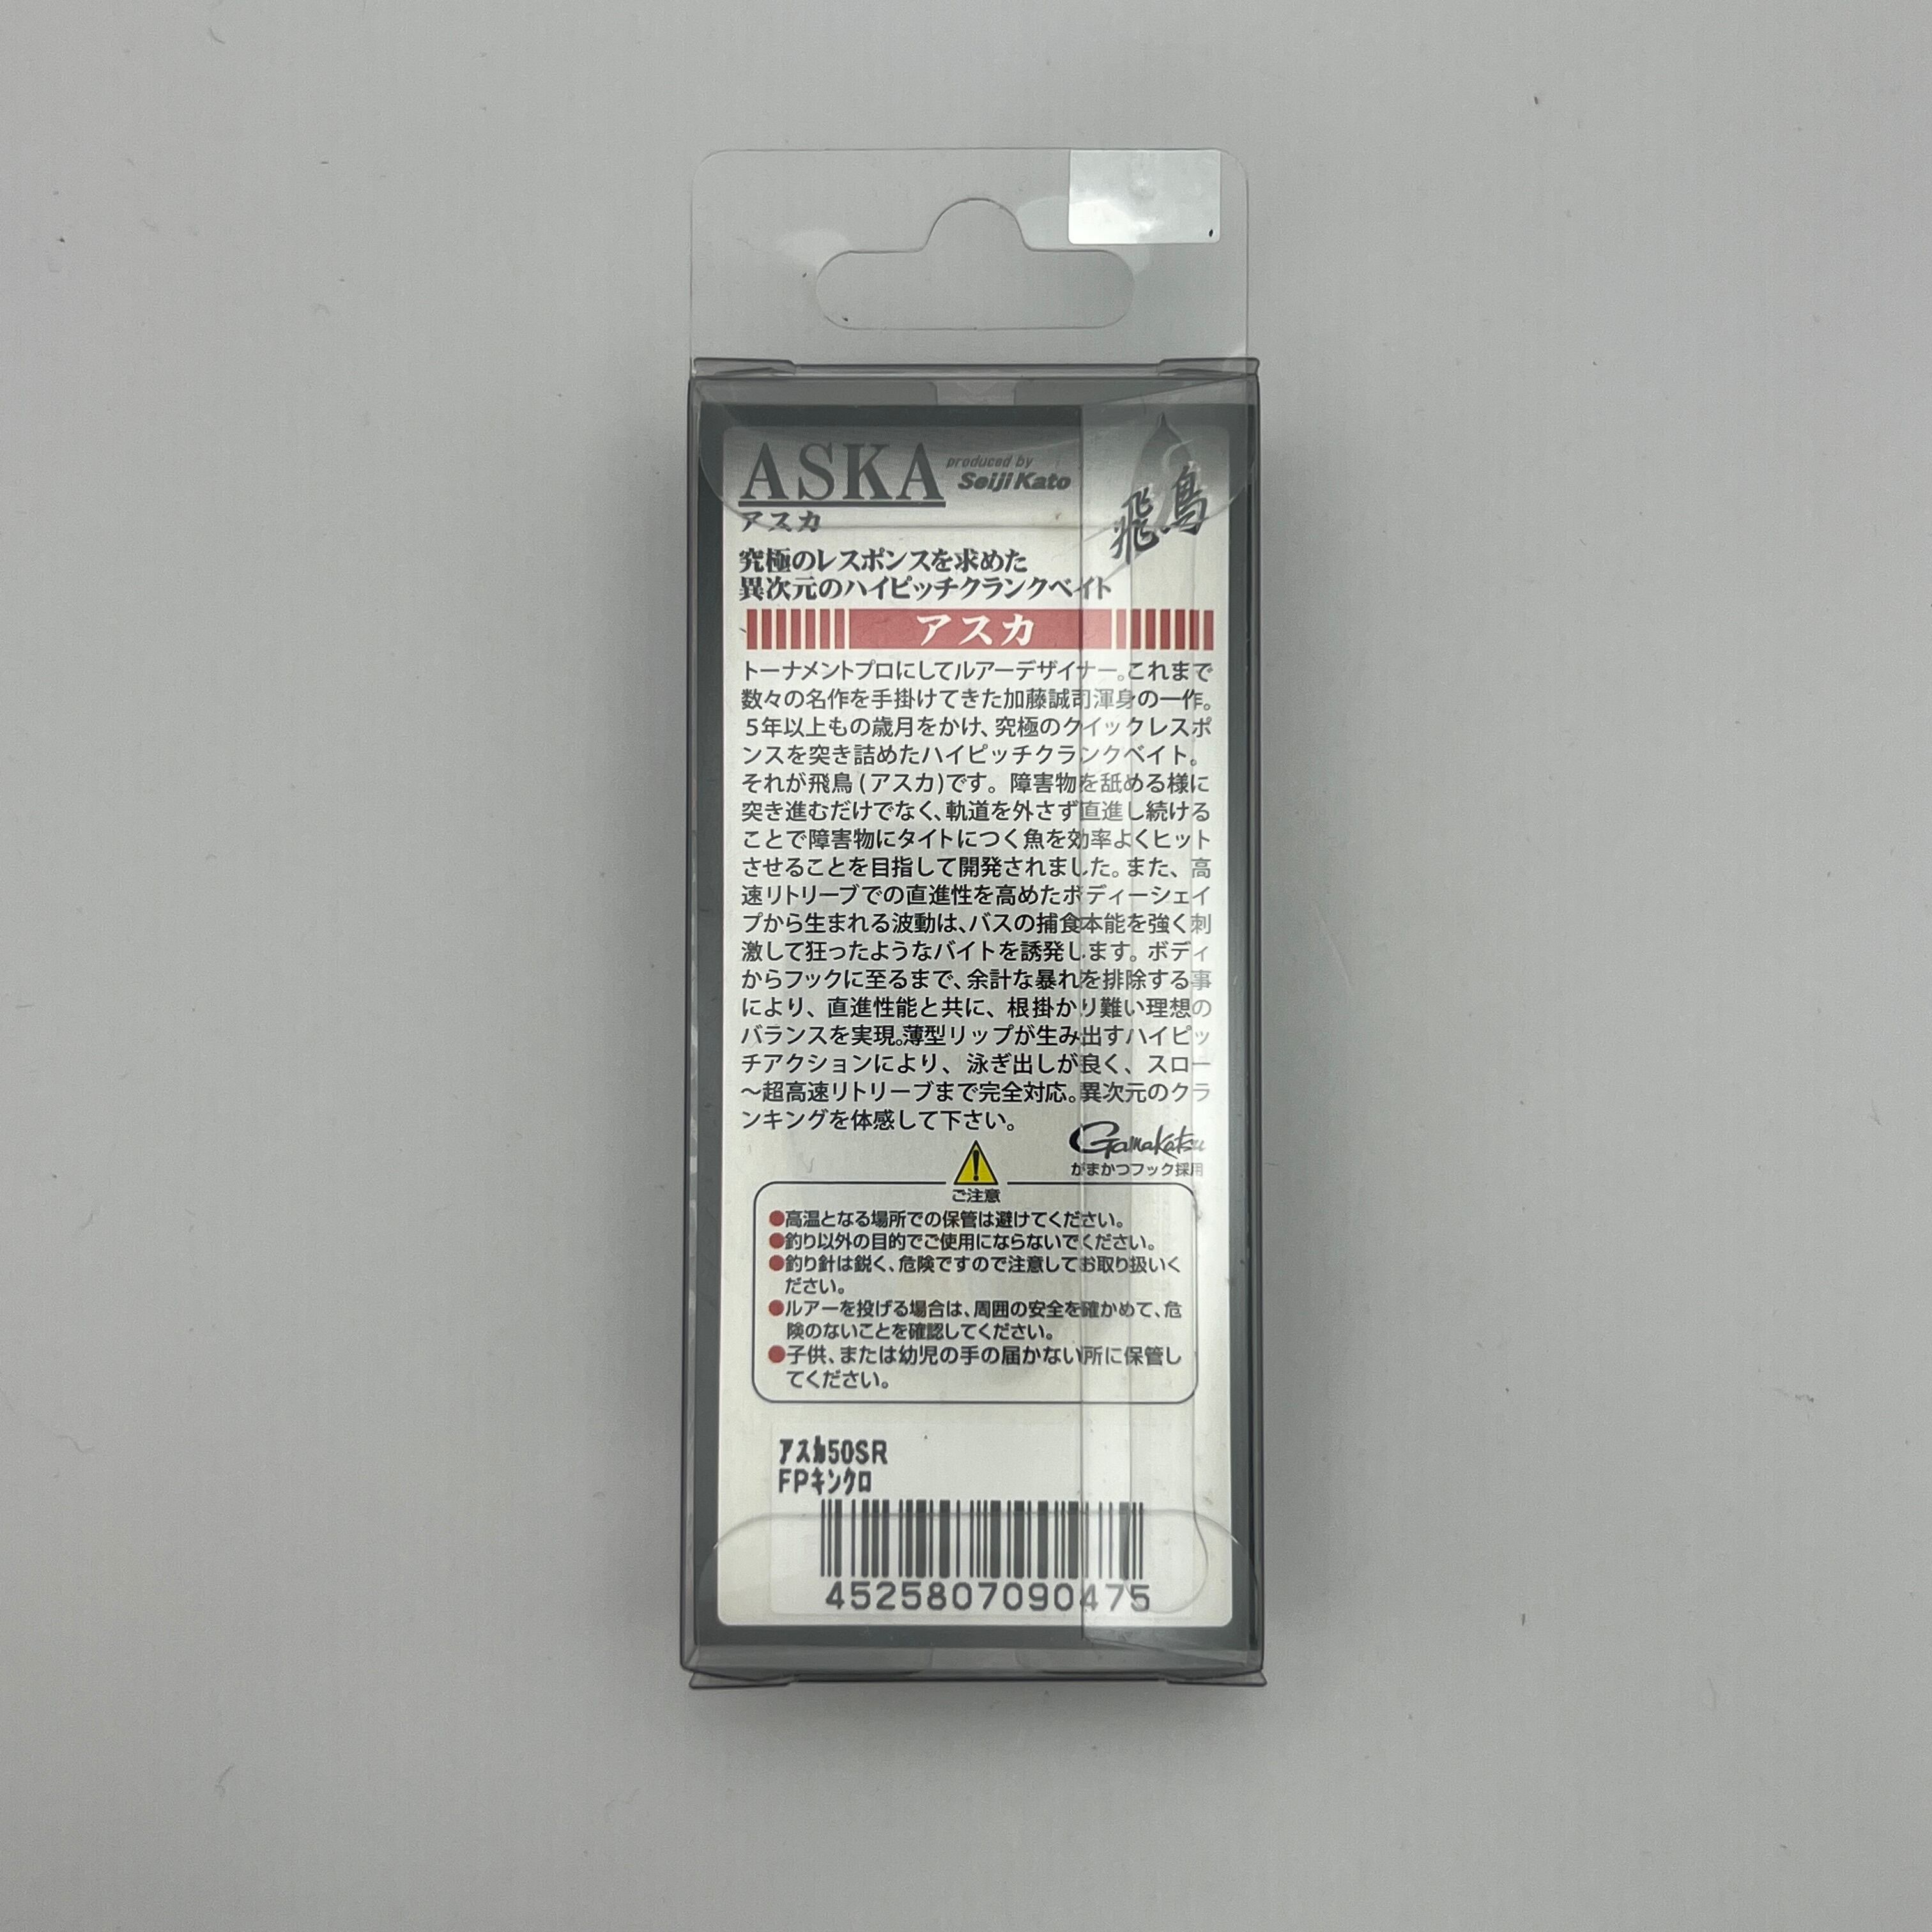 ASKA produced by Seiji Kato
アスカ
飛鳥
究極のレスポンスを求めた
異次元のハイピッチクランクベイト
アスカ
トーナメントプロにしてルアーデザイナー。これまで
数々の名作を手掛けてきた加藤誠司渾身の一作。
5年以上もの歳月をかけ、究極のクイックレスポ
ンスを突き詰めたハイピッチクランクベイト。
それが飛鳥(アスカ)です。障害物を舐める様に
突き進むだけでなく、軌道を外さず直進し続ける
ことで障害物にタイトにつく魚を効率よくヒット
させることを目指して開発されました。また、高
速リトリーブでの直進性を高めたボディーシェイ
プから生まれる波動は、バスの捕食本能を強く刺
激して狂ったようなバイトを誘発します。ボディ
からフックに至るまで、余計な暴れを排除する事
により、直進性能と共に、根掛かり難い理想の
バランスを実現。薄型リップが生み出すハイピッ
チアクションにより、泳ぎ出しが良く、スロー
〜超高速リトリーブまで完全対応。異次元のクラ
ンキングを体感して下さい。
Gamakatsu
がまかつフック採用
ご注意
●高温となる場所での保管は避けてください。
●釣り以外の目的でご使用にならないでください。
●釣り針は鋭く、危険ですので注意してお取り扱いく
ださい。
●ルアーを投げる場合は、周囲の安全を確かめて、危
険のないことを確認してください。
●子供、または幼児の手の届かない所に保管し
てください。
アスカ50SR
FPキンクロ
4525807090475